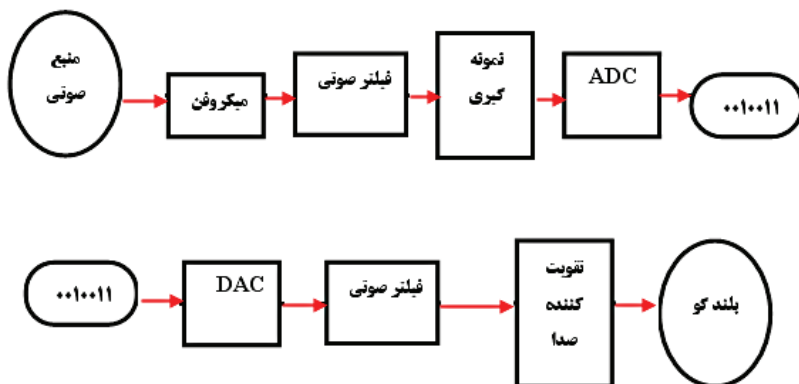 منبع
صوتی
میکروفن
فیلتر صوتی
نمونه
گیری
ADC
۰۰۱۰۰۱۱
۰۰۱۰۰۱۱
DAC
فیلتر صوتی
تقویت
کننده
صدا
بلند گو